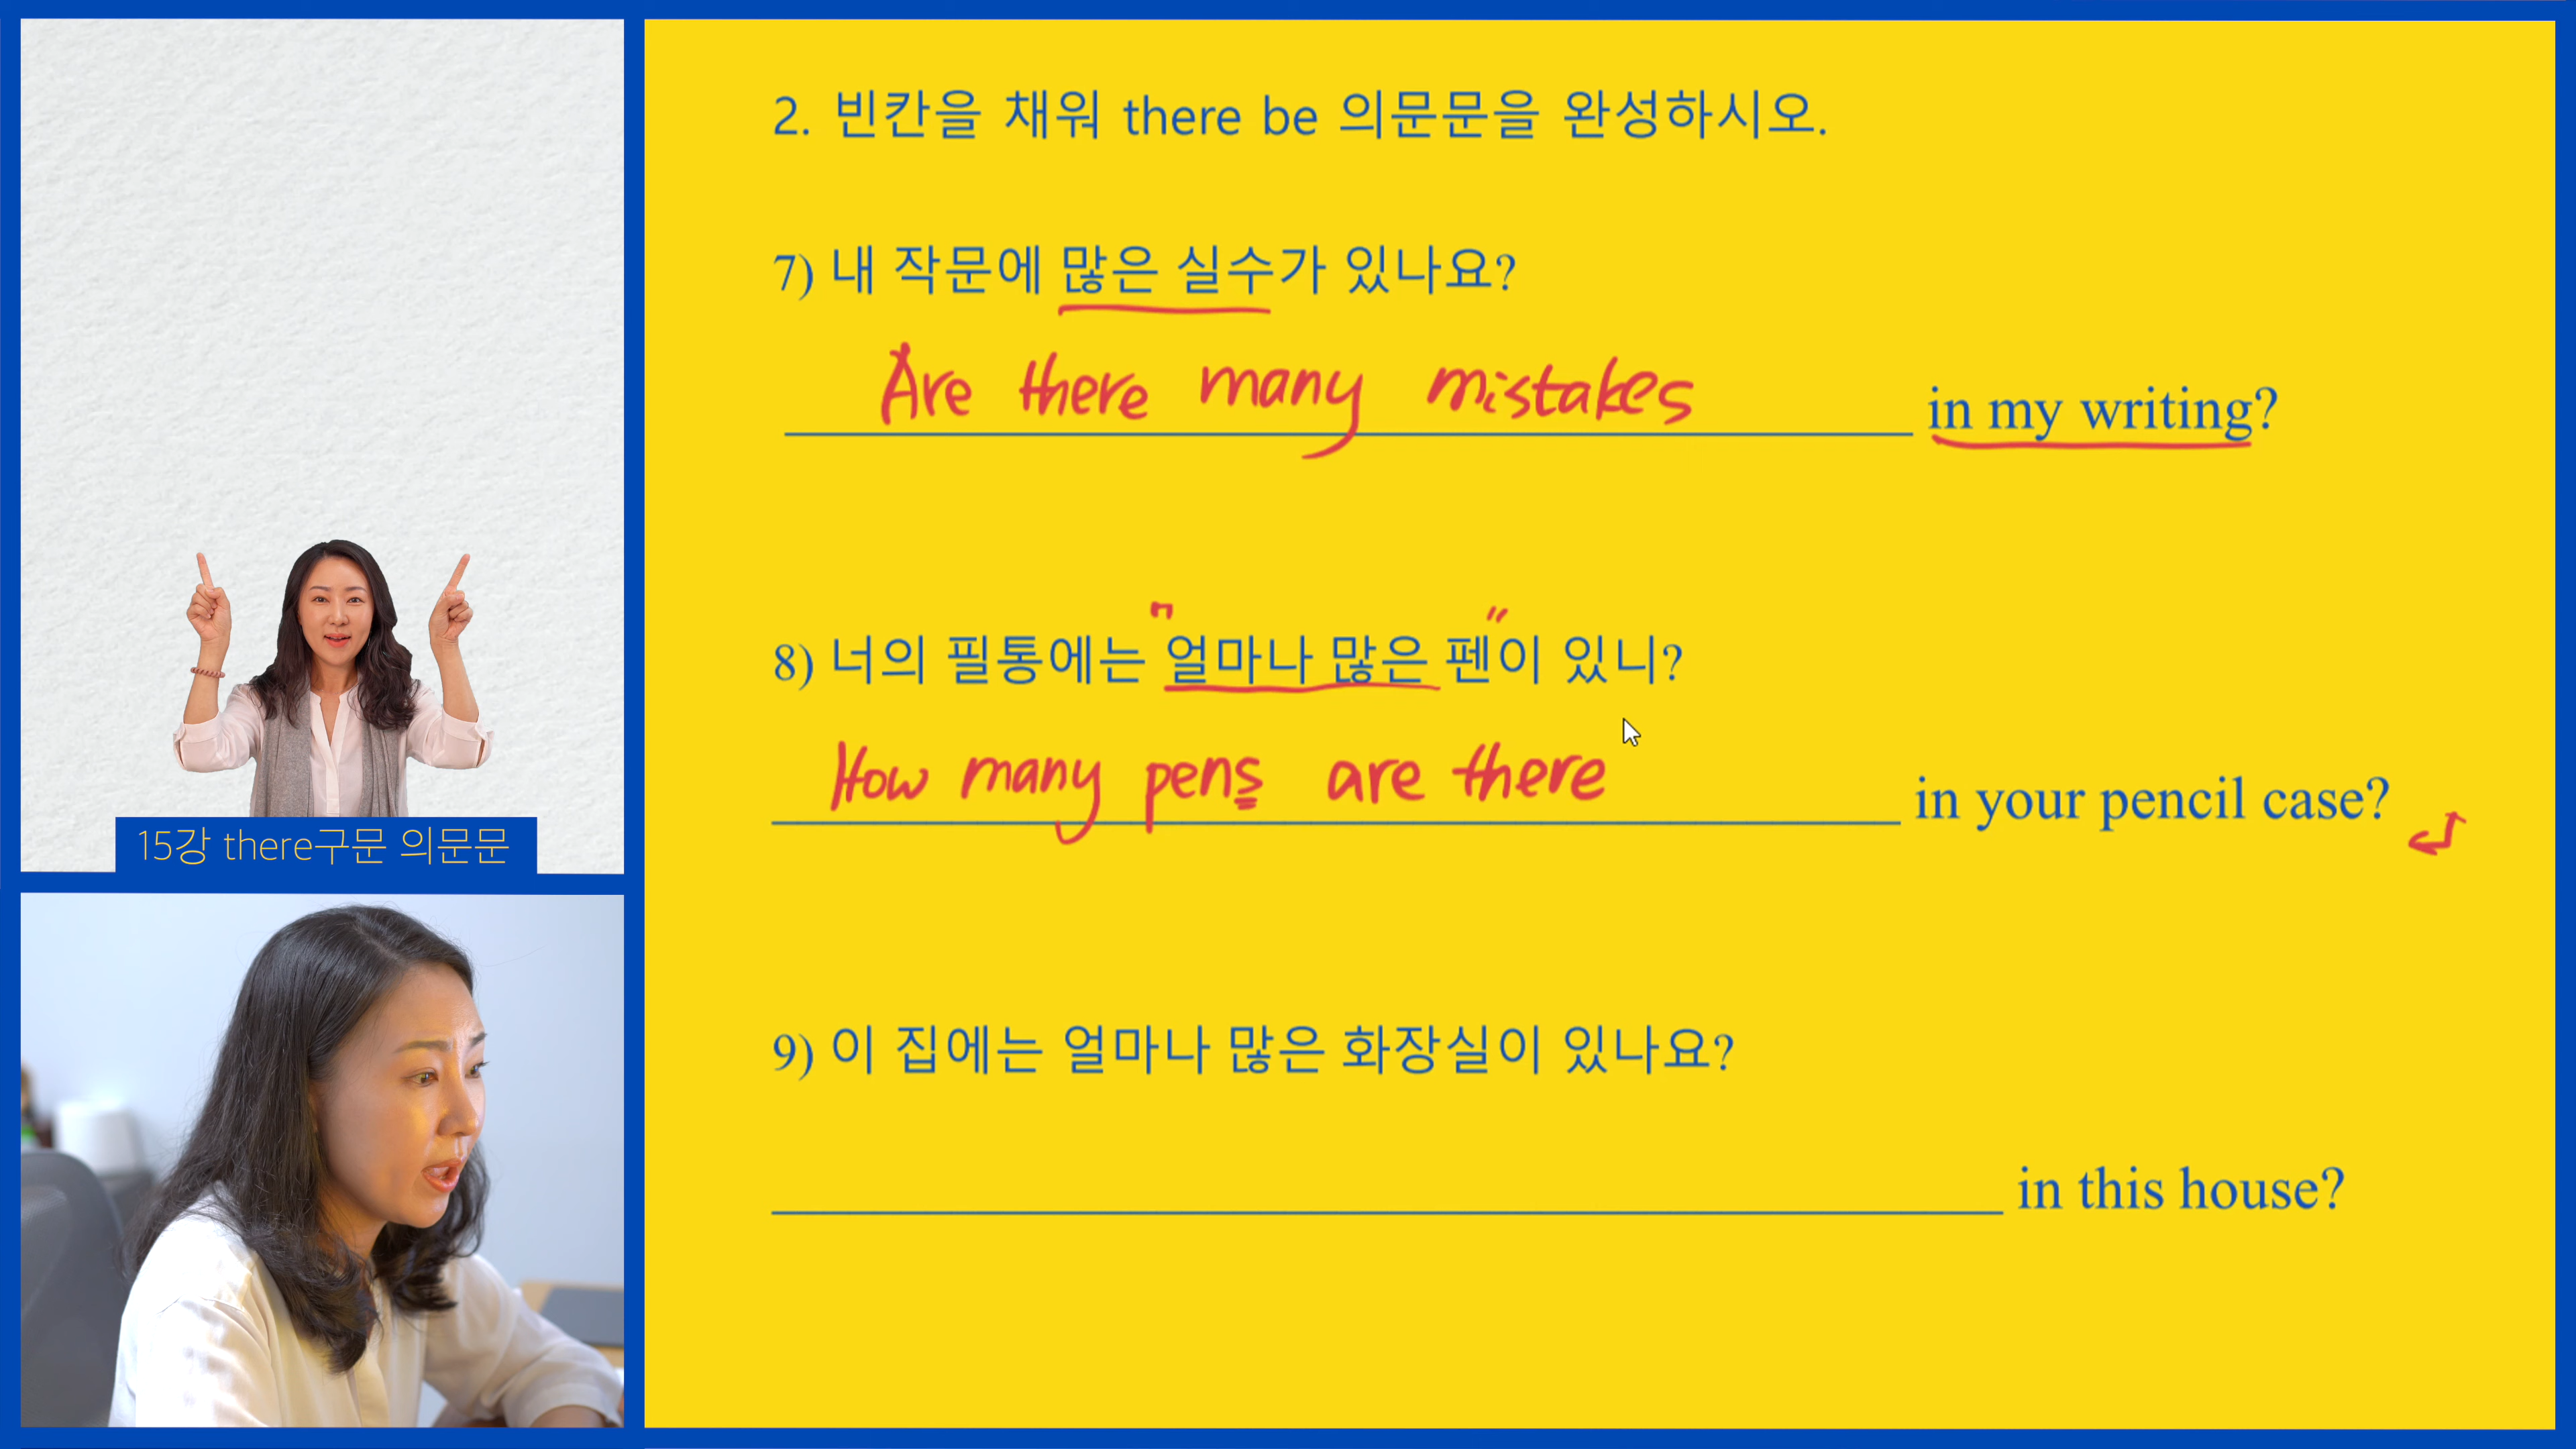 15강 there구문 의문문
2. 빈칸을 채워 there be 의문문을 완성하시오.
7) 내 작문에 많은 실수가 있나요?
Are there many mistakes in my writing?
8) 너의 필통에는 "얼마나 많은 펜"이 있니?
How many pens are there in your pencil case?
9) 이 집에는 얼마나 많은 화장실이 있나요?
in this house?